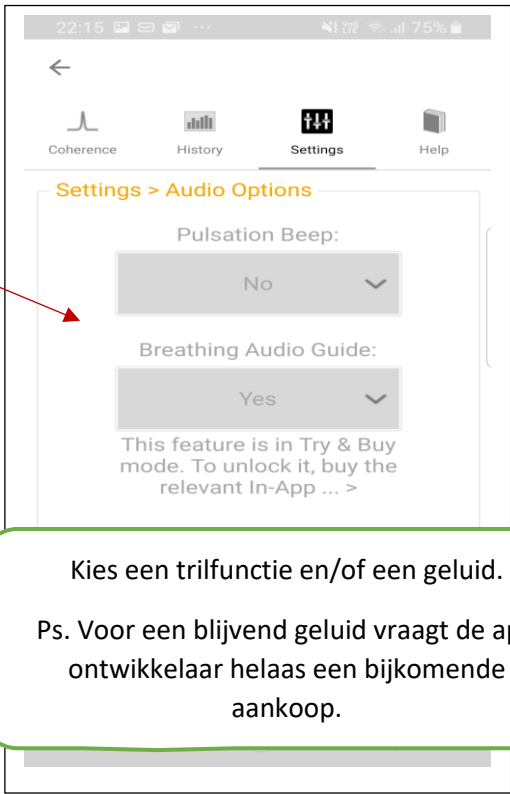 22:15 ...
75%
Coherence History Settings Help
Settings > Audio Options
Pulsation Beep:
No
Breathing Audio Guide:
Yes
This feature is in Try & Buy
mode. To unlock it, buy the
relevant In-App ... >
Kies een trilfunctie en/of een geluid.
Ps. Voor een blijvend geluid vraagt de
ontwikkelaar helaas een bijkomende
aankoop.